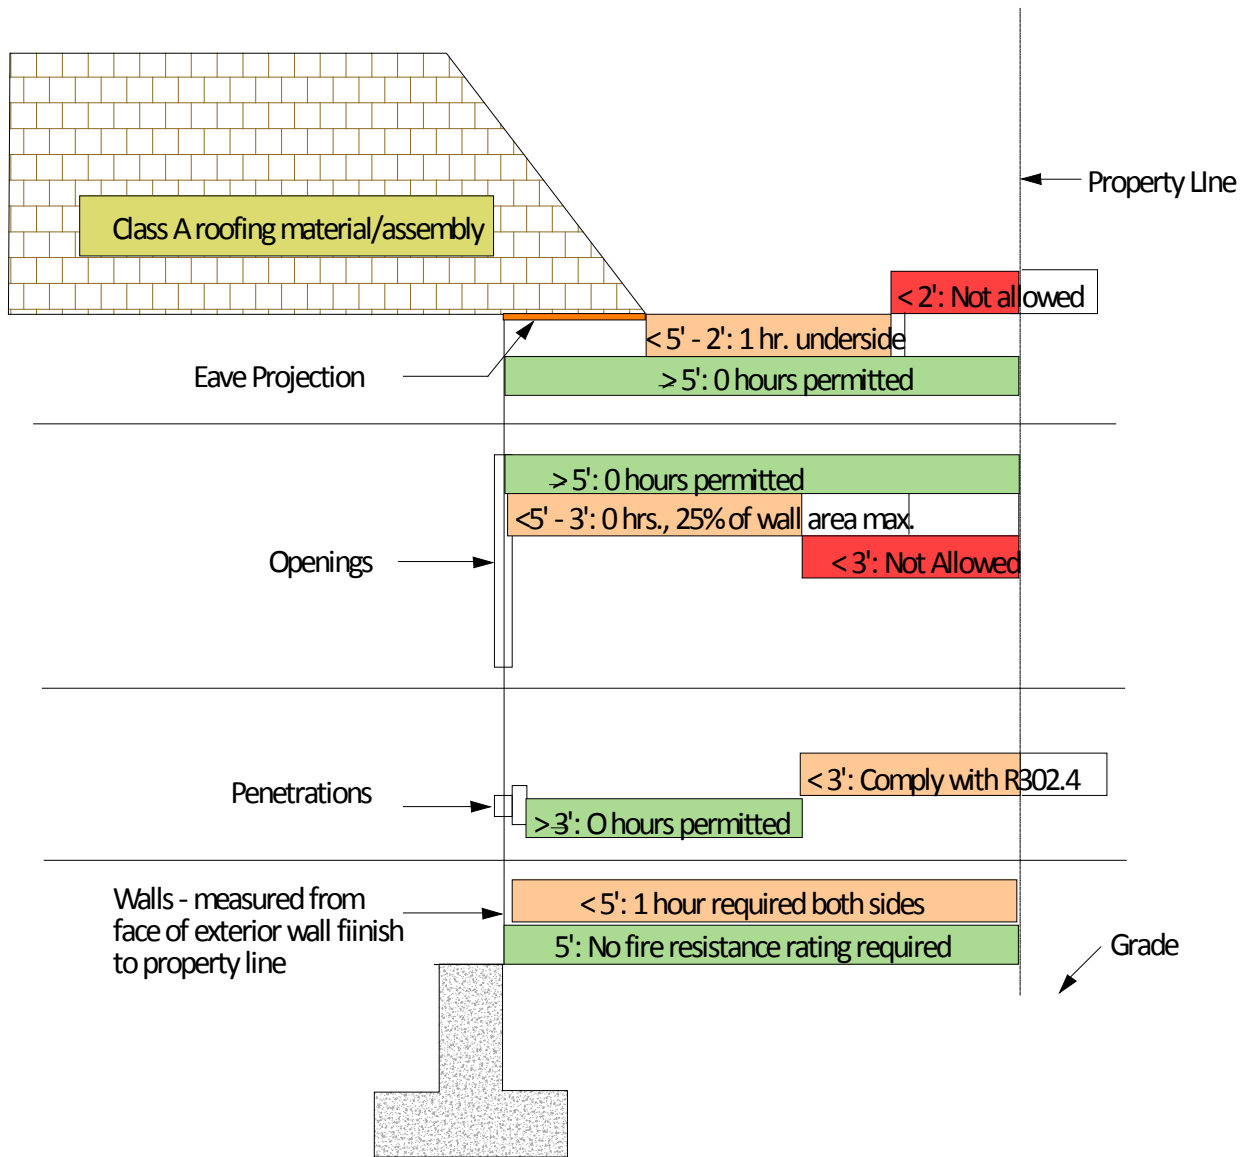 Property LIne
Class A roofing material/assembly
< 2': Not allowed
< 5' - 2': 1 hr. underside
Eave Projection
≥ 5': 0 hours permitted
≥ 5': 0 hours permitted
<5' - 3': 0 hrs., 25% of wall area max.
Openings
< 3': Not Allowed
< 3': Comply with R302.4
Penetrations
≥ 3': O hours permitted
Walls - measured from
face of exterior wall fiinish
to property line
< 5': 1 hour required both sides
5': No fire resistance rating required
Grade